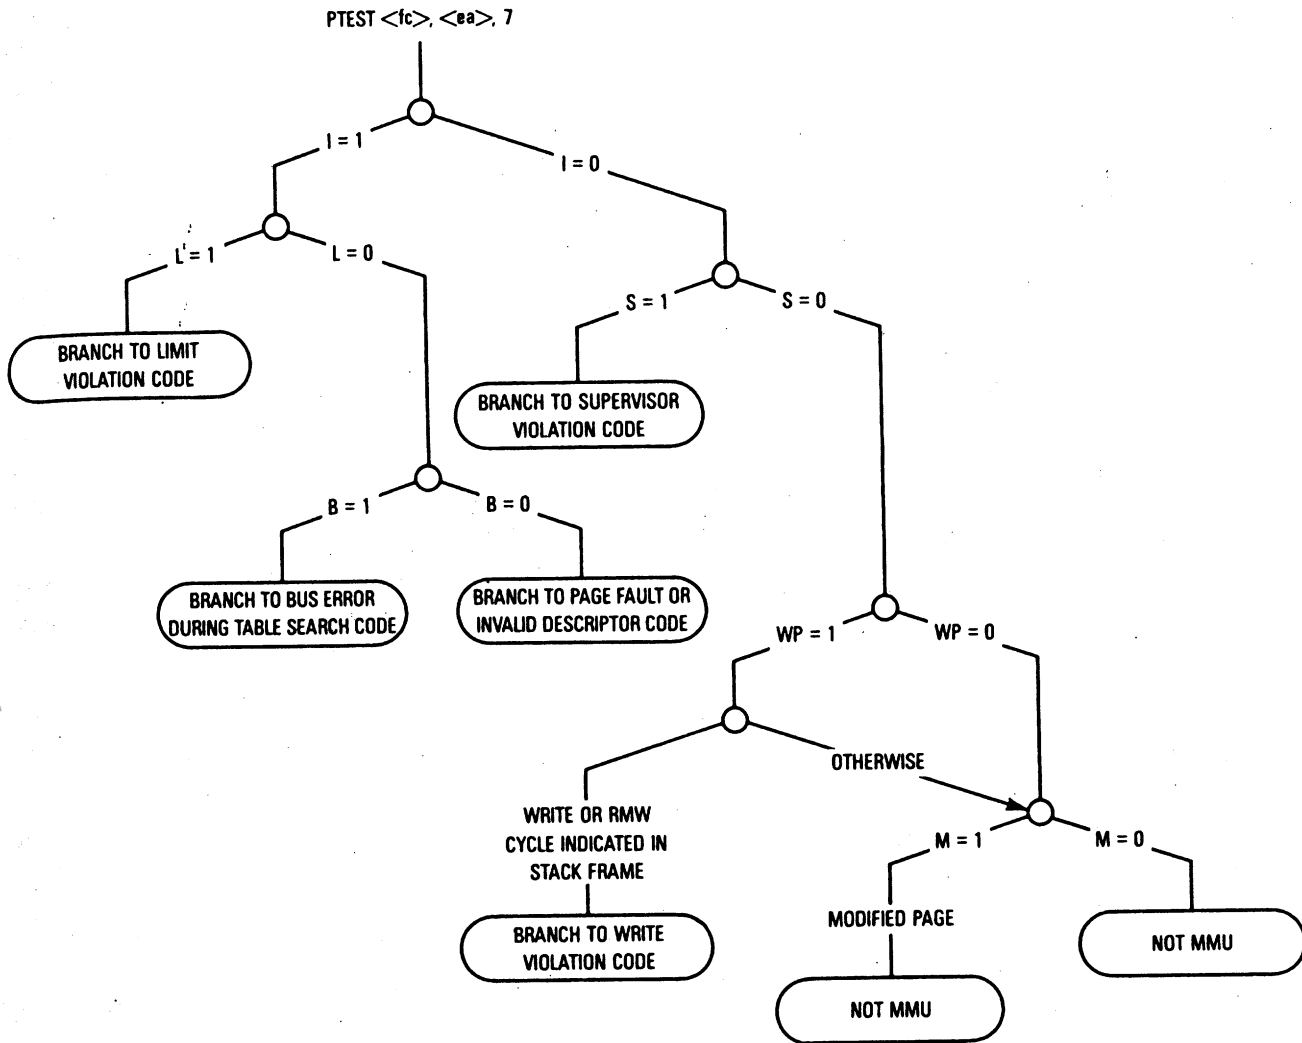 PTEST <fc>, <ea>, 7
I = 1
I = 0
L = 1
L = 0
S = 1
S = 0
BRANCH TO LIMIT
VIOLATION CODE
BRANCH TO SUPERVISOR
VIOLATION CODE
B = 1
B = 0
BRANCH TO BUS ERROR
DURING TABLE SEARCH CODE
BRANCH TO PAGE FAULT OR
INVALID DESCRIPTOR CODE
WP = 1
WP = 0
OTHERWISE
WRITE OR RMW
CYCLE INDICATED IN
STACK FRAME
M = 1
M = 0
MODIFIED PAGE
BRANCH TO WRITE
VIOLATION CODE
NOT MMU
NOT MMU